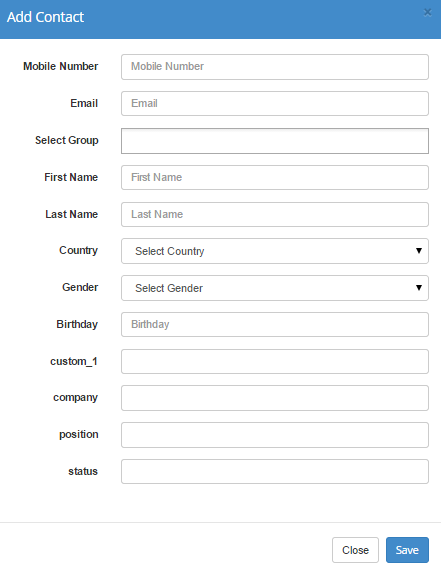 Add Contact ×
Mobile Number Mobile Number
Email Email
Select Group
First Name First Name
Last Name Last Name
Country Select Country
Gender Select Gender
Birthday Birthday
custom_1
company
position
status
Close Save